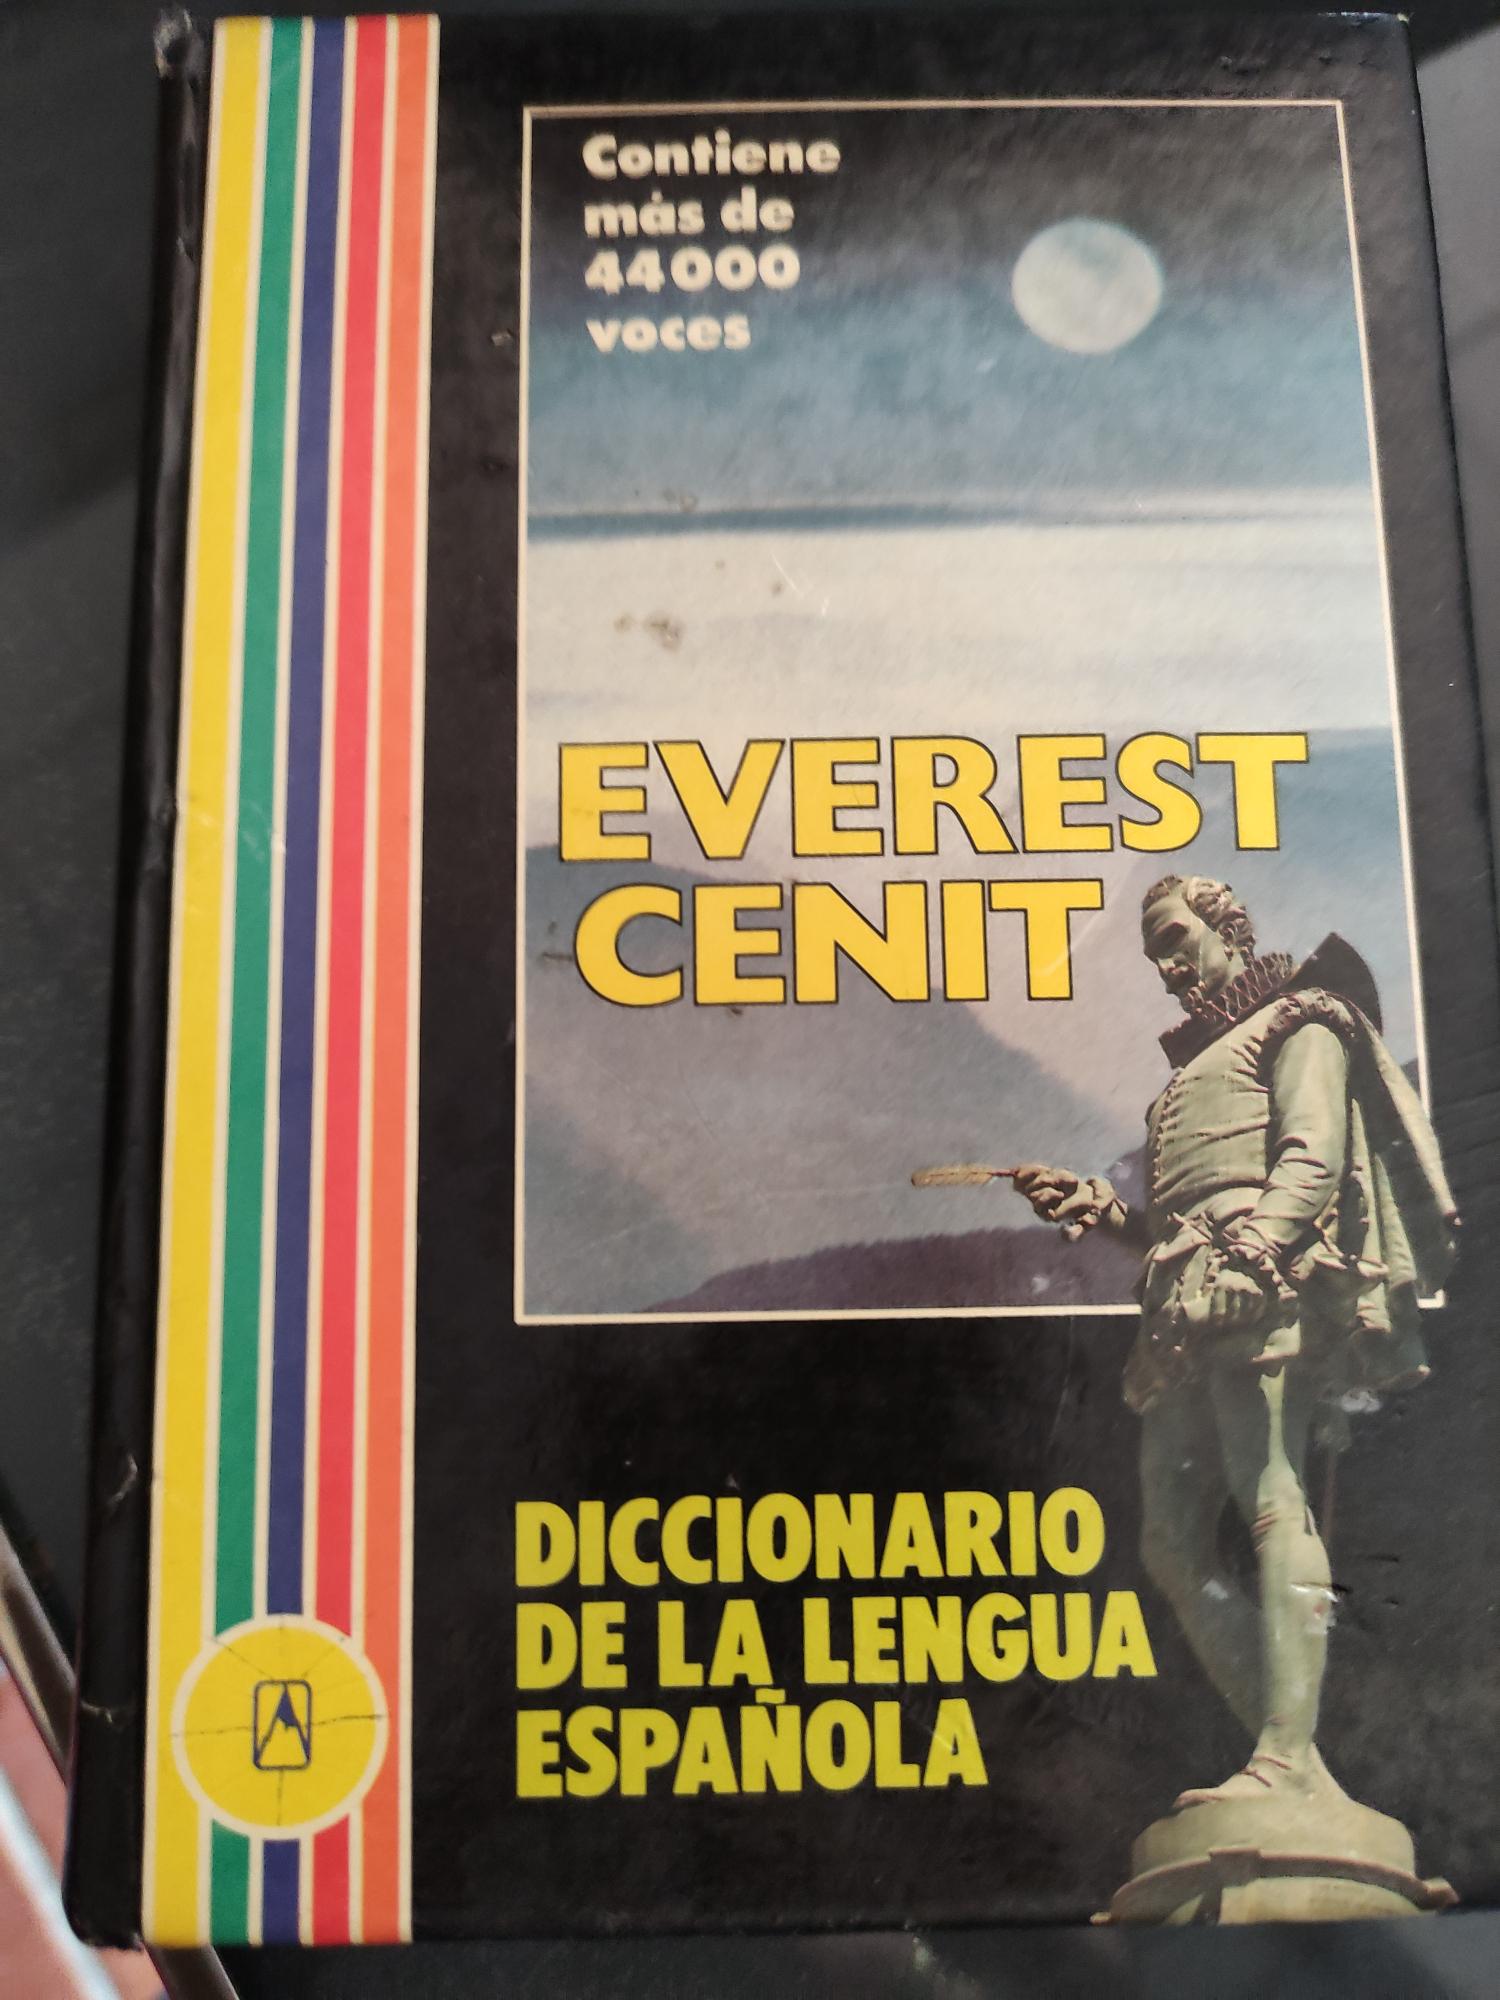 Contiene
más de
44000
voces
EVEREST
CENIT
DICCIONARIO
DE LA LENGUA
ESPAÑOLA